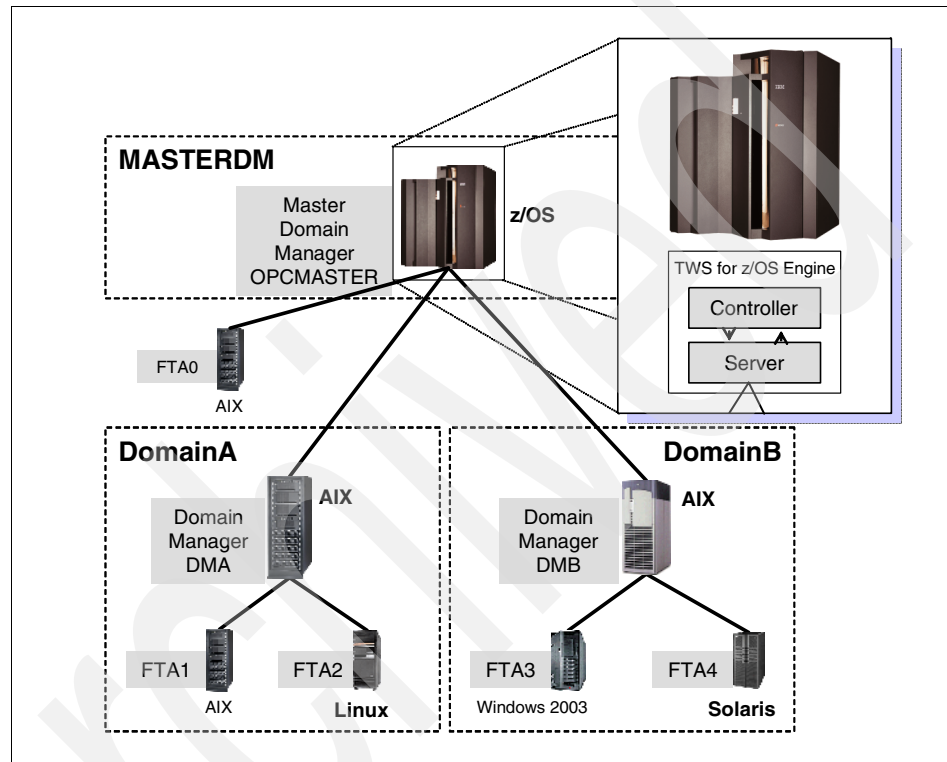 MASTERDM
Master
Domain
Manager
OPCMASTER
z/OS
TWS for z/OS Engine
Controller
Server
FTA0
AIX
DomainA
AIX
Domain
Manager
DMA
FTA1
AIX
FTA2
Linux
DomainB
AIX
Domain
Manager
DMB
FTA3
Windows 2003
FTA4
Solaris